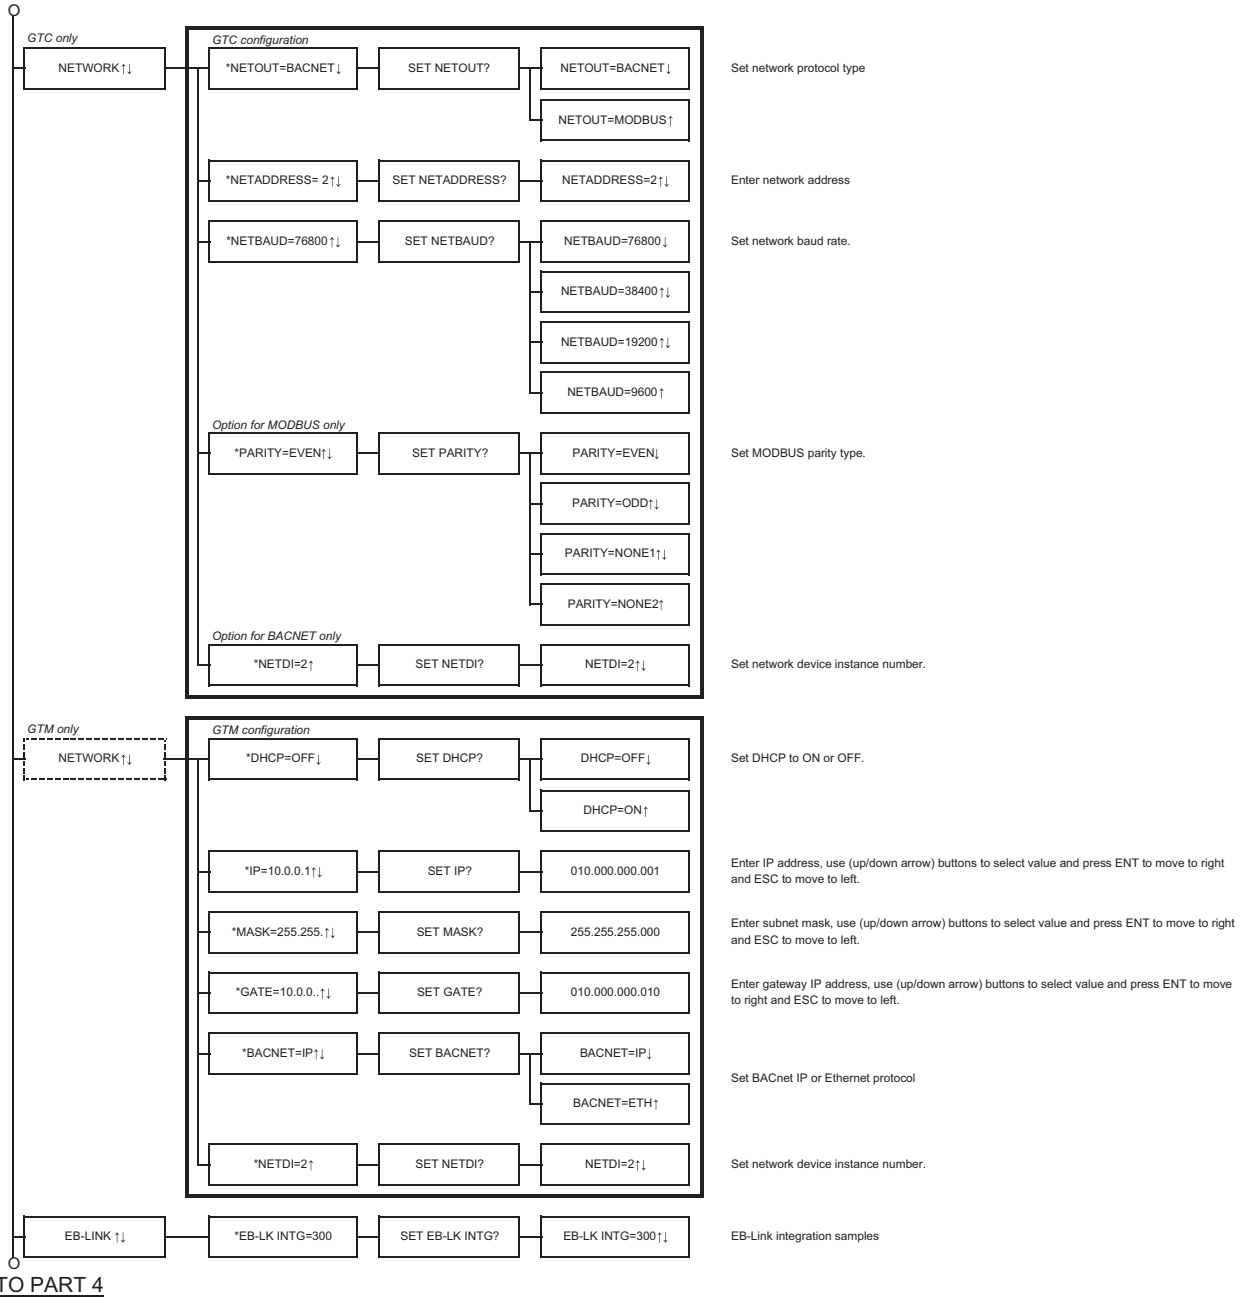 GTC only
GTC configuration
NETWORK↑↓
*NETOUT=BACNET↓
SET NETOUT?
NETOUT=BACNET↓
Set network protocol type
NETOUT=MODBUS↑
*NETADDRESS= 2↑↓
SET NETADDRESS?
NETADDRESS=2↑↓
Enter network address
*NETBAUD=76800↑↓
SET NETBAUD?
NETBAUD=76800↓
Set network baud rate.
NETBAUD=38400↑↓
NETBAUD=19200↑↓
NETBAUD=9600↑
Option for MODBUS only
*PARITY=EVEN↑↓
SET PARITY?
PARITY=EVEN↓
Set MODBUS parity type.
PARITY=ODD↑↓
PARITY=NONE1↑↓
PARITY=NONE2↑
Option for BACNET only
*NETDI=2↑
SET NETDI?
NETDI=2↑↓
Set network device instance number.
GTM only
GTM configuration
NETWORK↑↓
*DHCP=OFF↓
SET DHCP?
DHCP=OFF↓
Set DHCP to ON or OFF.
DHCP=ON↑
*IP=10.0.0.1↑↓
SET IP?
010.000.000.001
Enter IP address, use (up/down arrow) buttons to select value and press ENT to move to right
and ESC to move to left.
*MASK=255.255.↑↓
SET MASK?
255.255.255.000
Enter subnet mask, use (up/down arrow) buttons to select value and press ENT to move to right
and ESC to move to left.
*GATE=10.0.0..↑↓
SET GATE?
010.000.000.010
Enter gateway IP address, use (up/down arrow) buttons to select value and press ENT to move
to right and ESC to move to left.
*BACNET=IP↑↓
SET BACNET?
BACNET=IP↓
Set BACnet IP or Ethernet protocol
BACNET=ETH↑
*NETDI=2↑
SET NETDI?
NETDI=2↑↓
Set network device instance number.
EB-LINK ↑↓
*EB-LK INTG=300
SET EB-LK INTG?
EB-LK INTG=300↑↓
EB-Link integration samples
TO PART 4